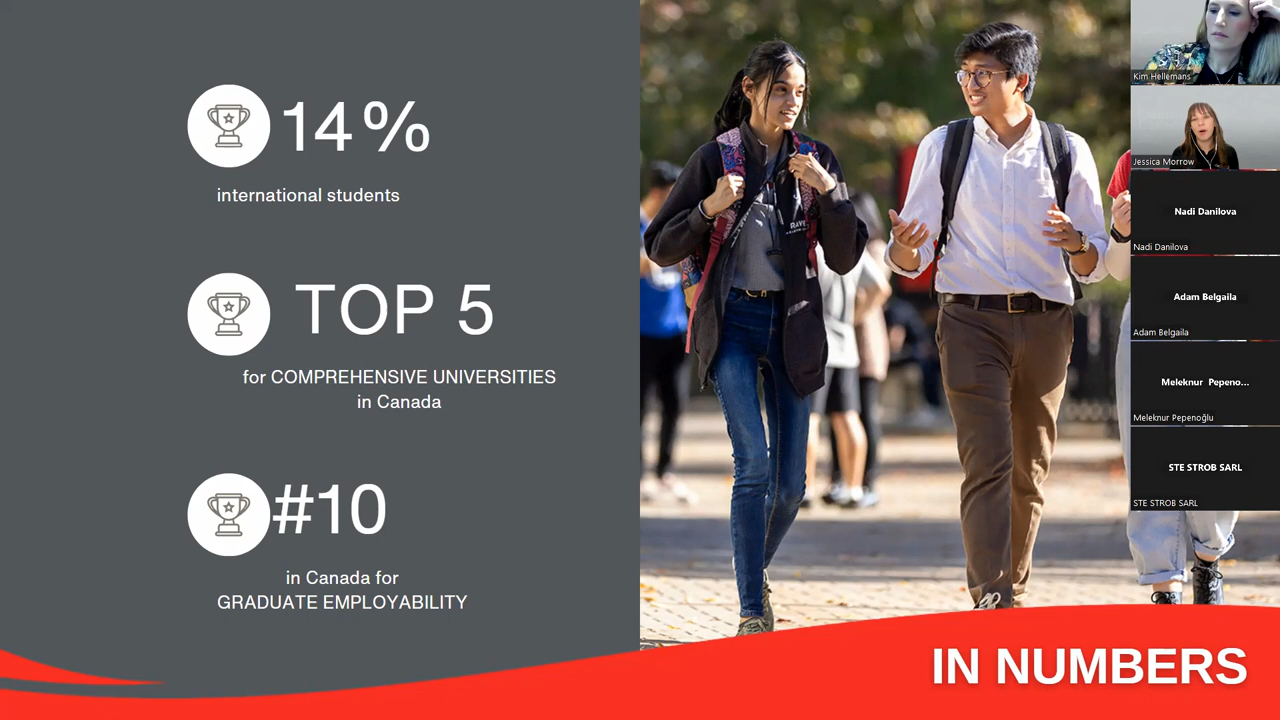 14%
international students
TOP 5
for COMPREHENSIVE UNIVERSITIES
in Canada
#10
in Canada for
GRADUATE EMPLOYABILITY
IN NUMBERS
Kim Hellemans
Jessica Morrow
Nadi Danilova
Nadi Danilova
Adam Belgaila
Adam Belgaila
Meleknur Pepeno...
Meleknur Pepenoğlu
STE STROB SARL
STE STROB SARL